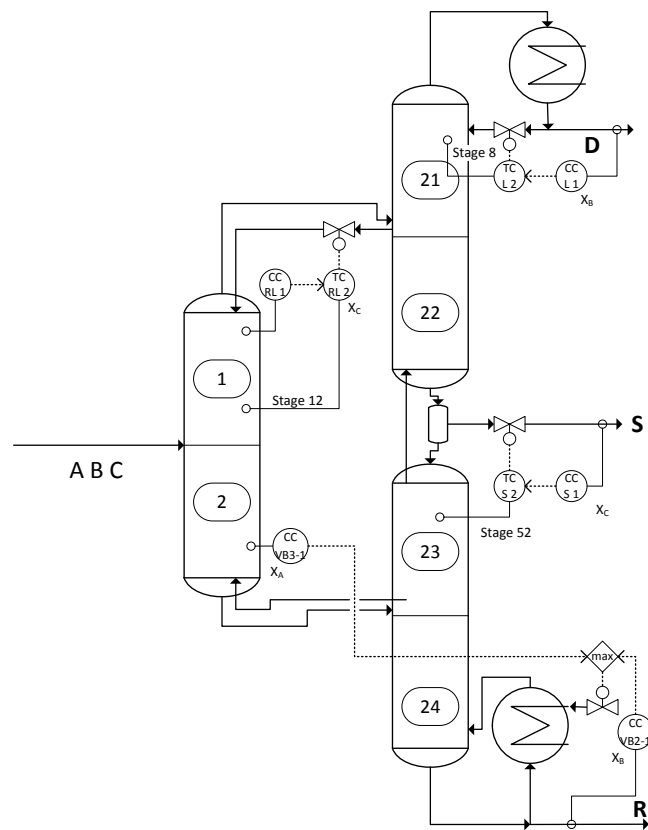 D
Stage 8
21
TC
L 2
CC
L 1
X_B
CC
RL 1
TC
RL 2
X_C
22
1
Stage 12
S
A B C
TC
S 2
CC
S 1
X_C
2
Stage 52
23
CC
VB3-1
X_A
max
24
CC
VB2-1
X_B
R